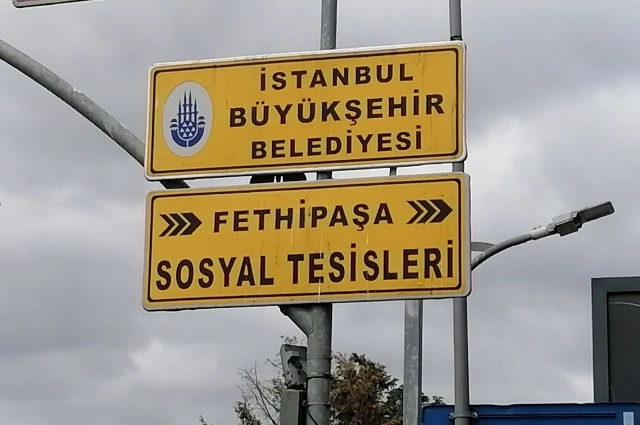 İSTANBUL
BÜYÜKŞEHİR
BELEDİYESİ
FETHİPAŞA
SOSYAL TESİSLERİ